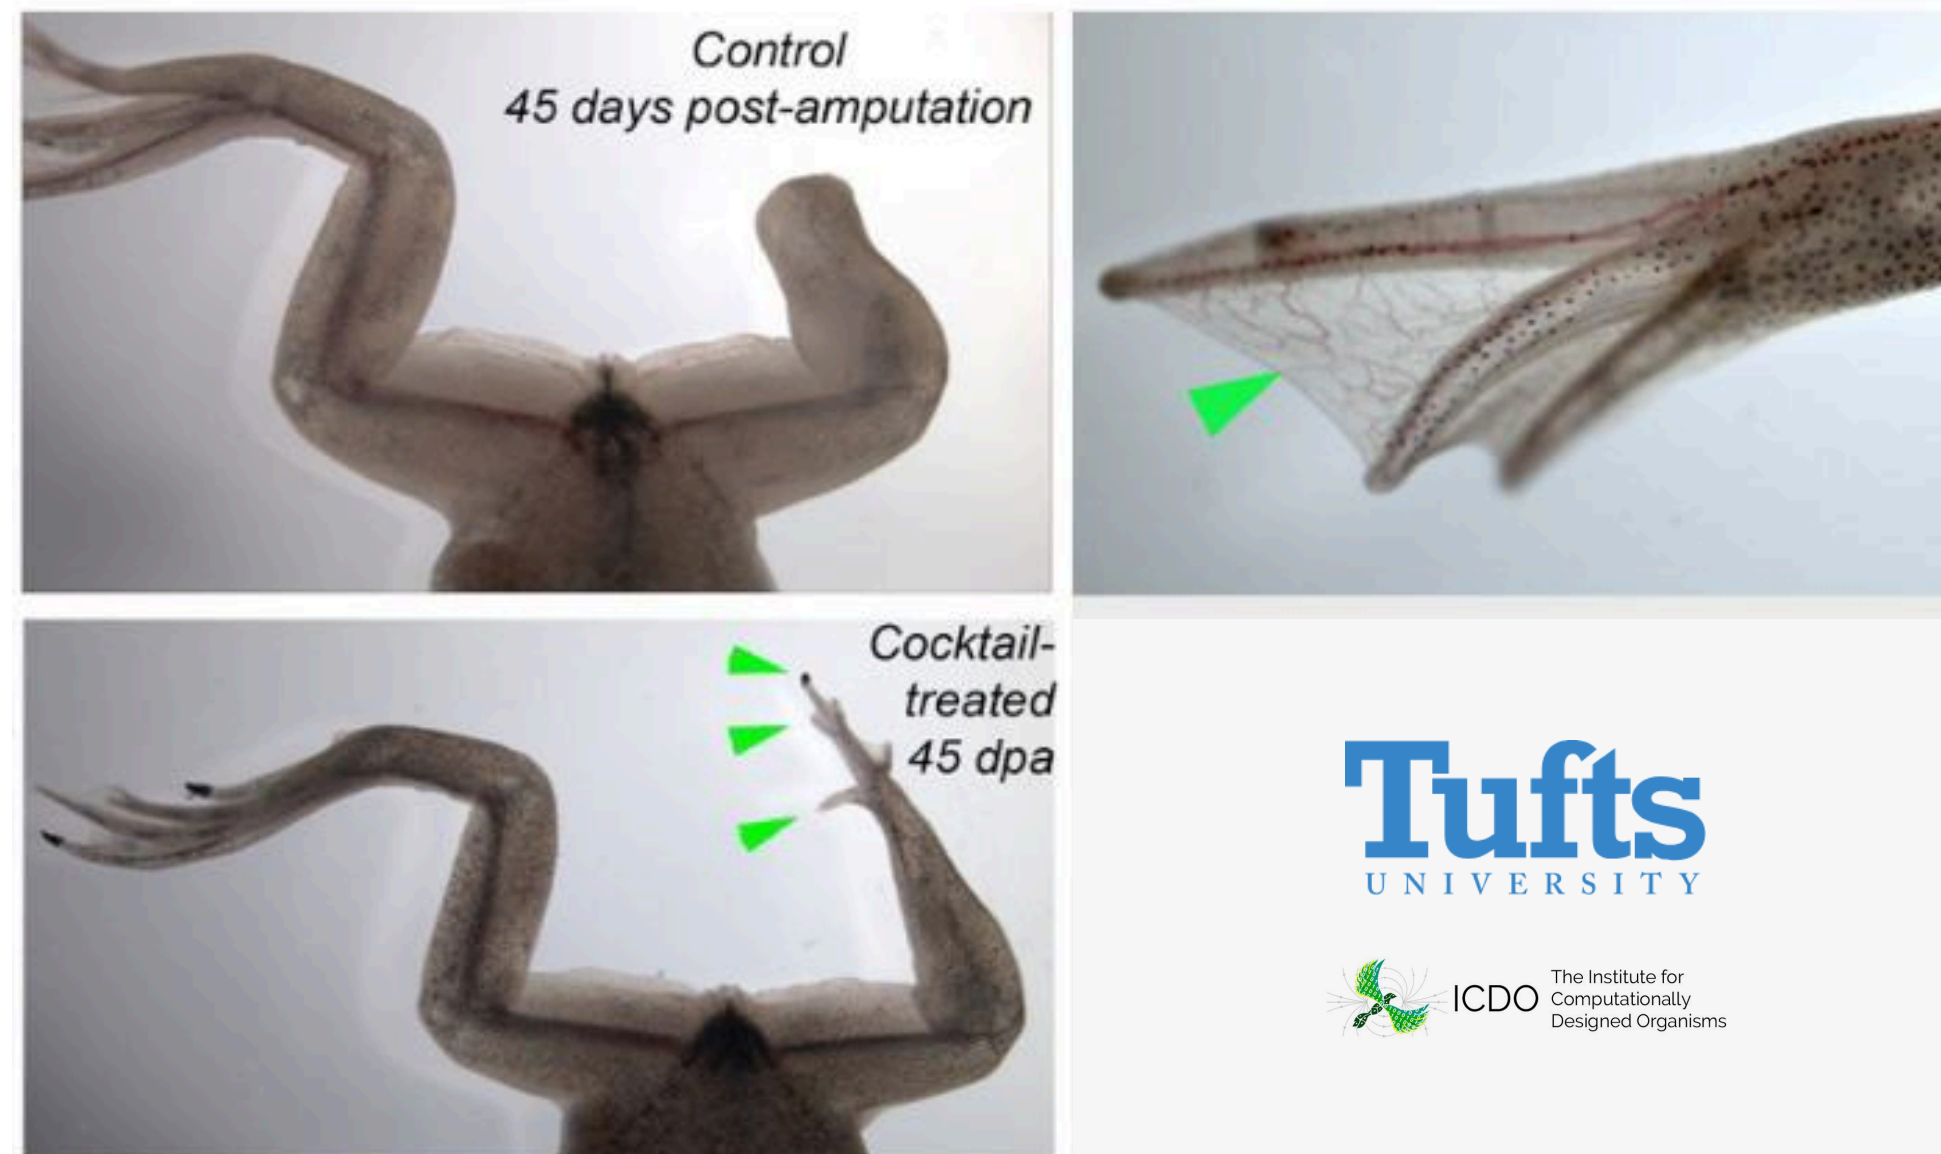 Control
45 days post-amputation
Cocktail-
treated
45 dpa
Tufts
UNIVERSITY
ICDO
The Institute for
Computationally
Designed Organisms